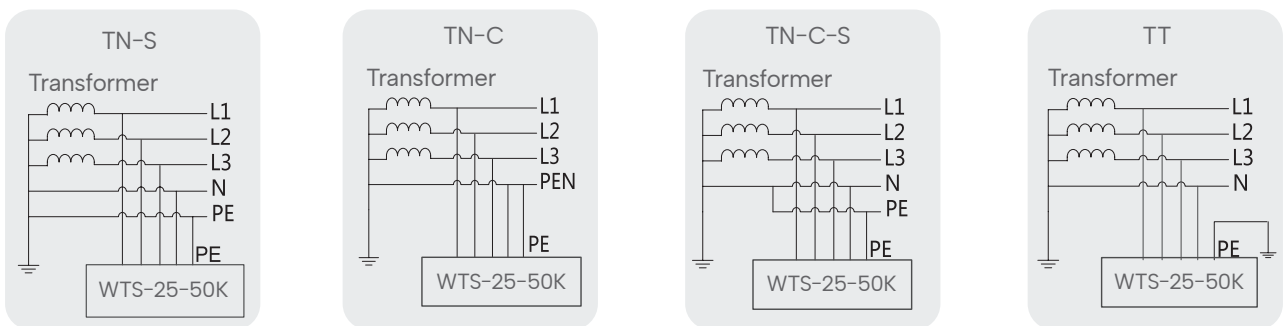 TN-S
Transformer
L1
L2
L3
N
PE
PE
WTS-25-50K
TN-C
Transformer
L1
L2
L3
PEN
PE
WTS-25-50K
TN-C-S
Transformer
L1
L2
L3
N
PE
PE
WTS-25-50K
TT
Transformer
L1
L2
L3
N
PE
WTS-25-50K